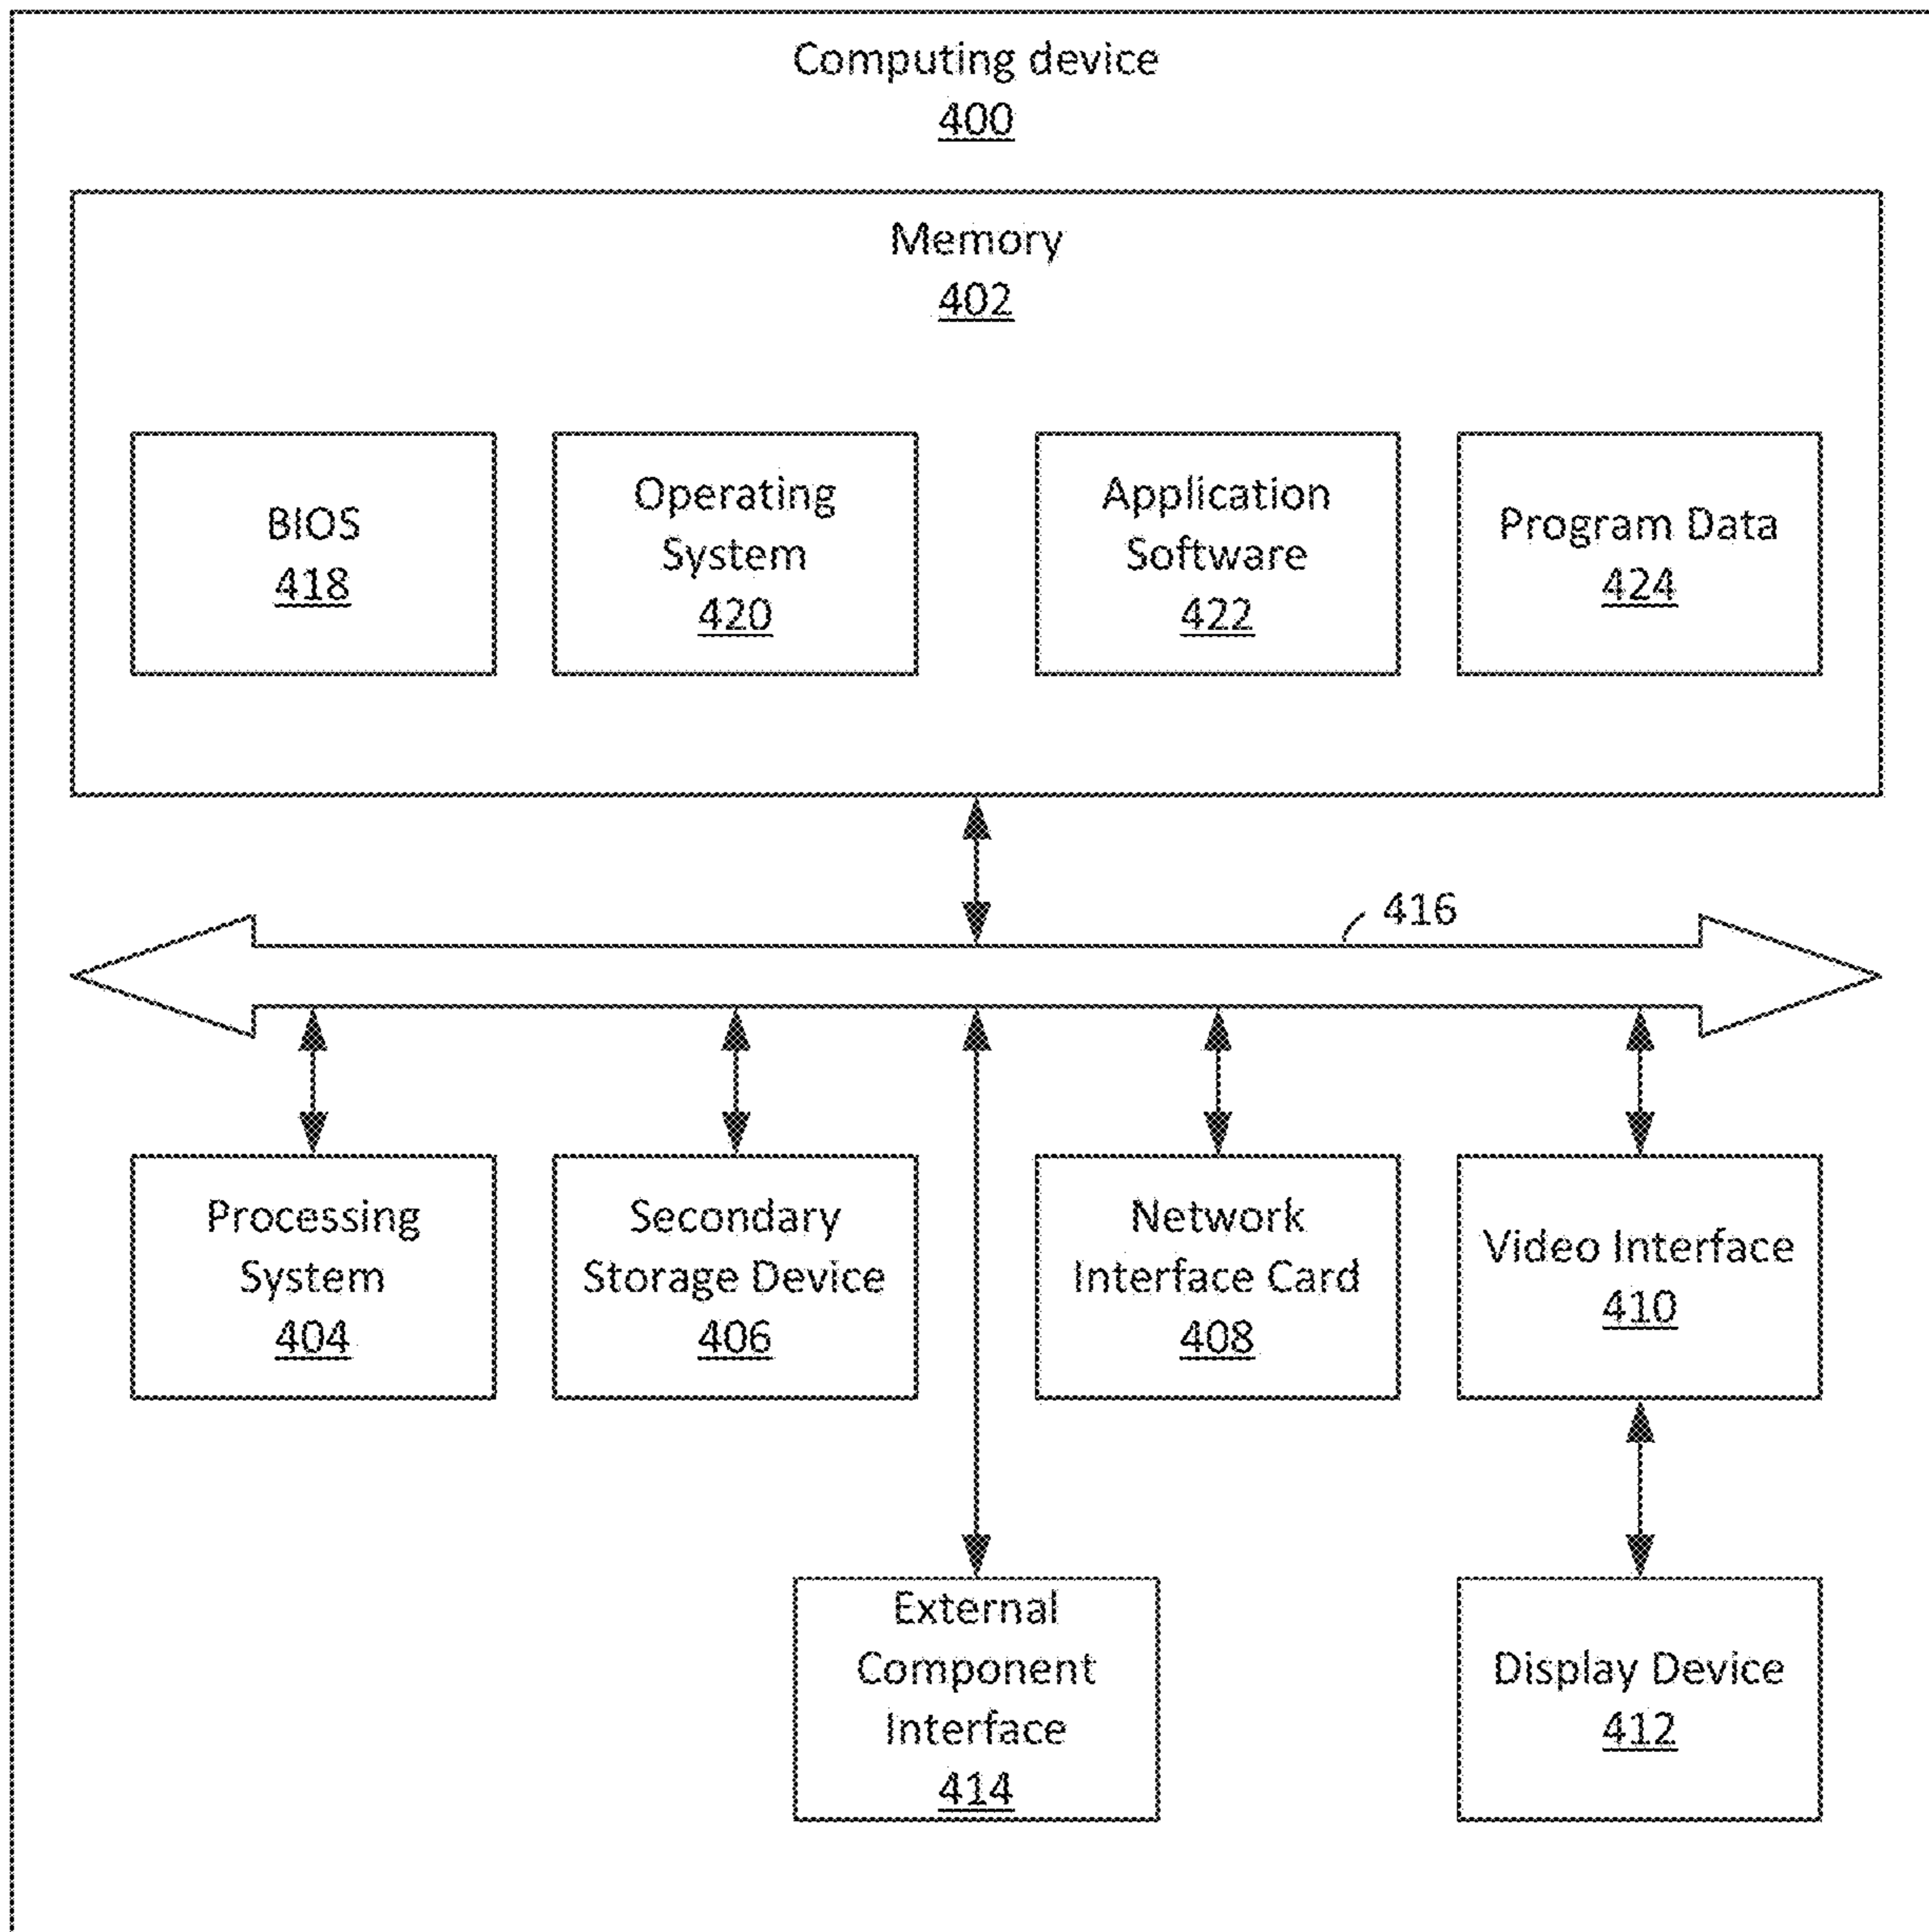 Computing device
400
Memory
402
BIOS
418
Operating
System
420
Application
Software
422
Program Data
424
416
Processing
System
404
Secondary
Storage Device
406
Network
Interface Card
408
Video Interface
410
External
Component
Interface
414
Display Device
412